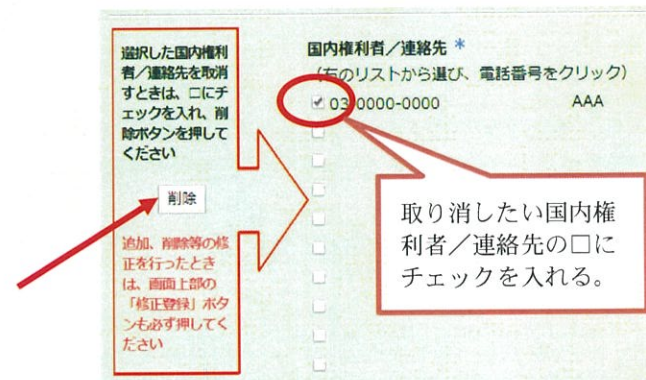 選択した国内権利
者／連絡先を取消
すときは、□にチ
ェックを入れ、削
除ボタンを押して
ください
削除
追加、削除等の修
正を行ったとき
は、画面上部の
「修正登録」ボタ
ンも必ず押してく
ださい
国内権利者／連絡先 *
(右のリストから選び、電話番号をクリック)
03-0000-0000 AAA
取り消したい国内権
利者／連絡先の□に
チェックを入れる。